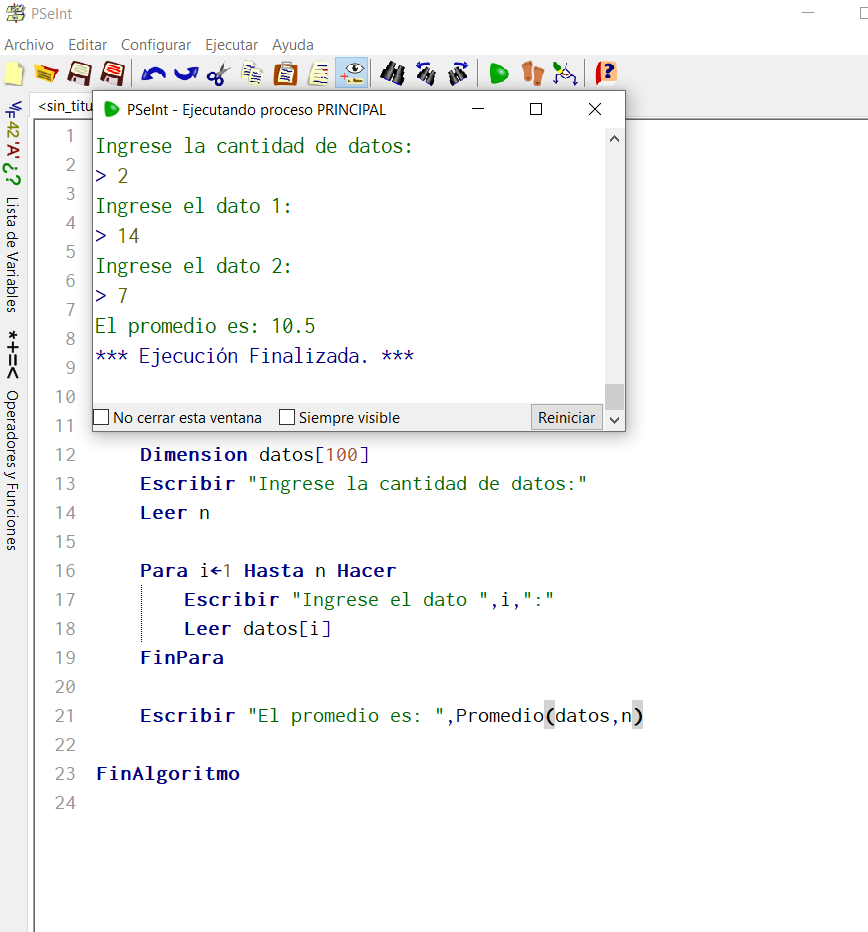 PSeInt
Archivo Editar Configurar Ejecutar Ayuda
<sin_titu
PSeInt - Ejecutando proceso PRINCIPAL
Ingrese la cantidad de datos:
> 2
Ingrese el dato 1:
> 14
Ingrese el dato 2:
> 7
El promedio es: 10.5
*** Ejecución Finalizada. ***
No cerrar esta ventana Siempre visible Reiniciar
1
2
3
4
5
6
7
8
9
10
11
12 Dimension datos[100]
13 Escribir "Ingrese la cantidad de datos:"
14 Leer n
15
16 Para i←1 Hasta n Hacer
17 Escribir "Ingrese el dato ",i,":"
18 Leer datos[i]
19 FinPara
20
21 Escribir "El promedio es: ",Promedio(datos,n)
22
23 FinAlgoritmo
24
VF42'A'¿? Lista de Variables
*+=< Operadores y Funciones